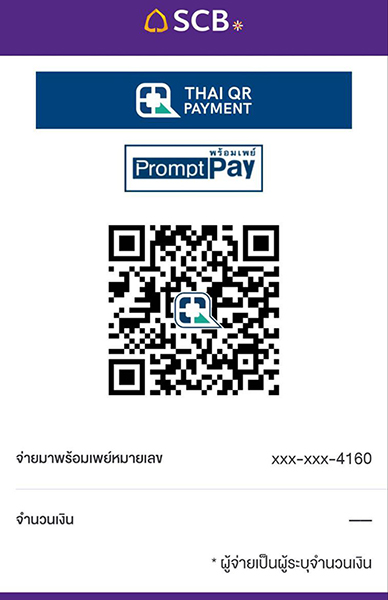 SCB
THAI QR
PAYMENT
พร้อมเพย์
PromptPay
จ่ายมาพร้อมเพย์หมายเลข xxx-xxx-4160
จำนวนเงิน —
* ผู้จ่ายเป็นผู้ระบุจำนวนเงิน